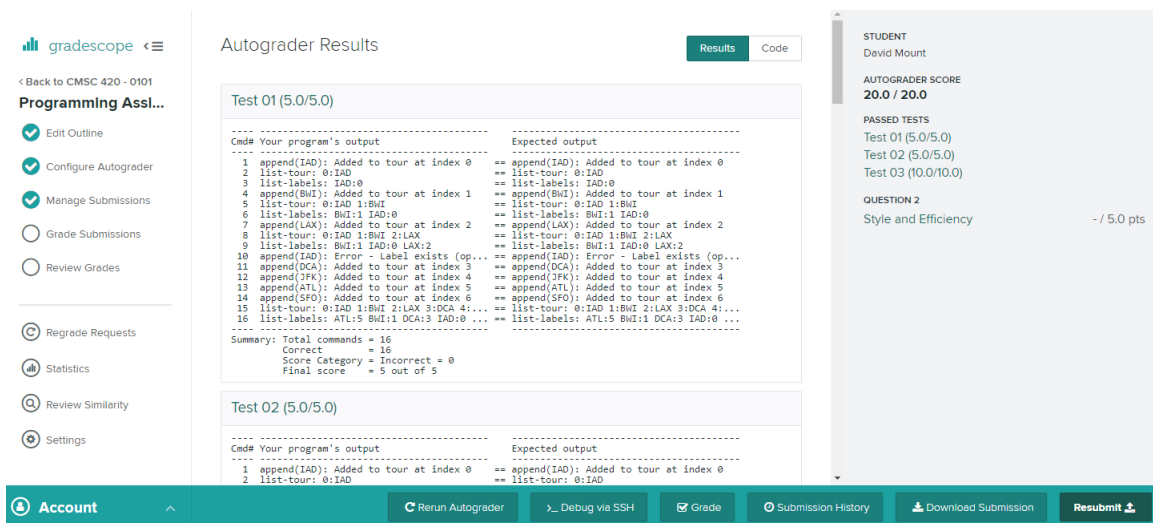 gradescope
< Back to CMSC 420 - 0101
Programming Assi...
Edit Outline
Configure Autograder
Manage Submissions
Grade Submissions
Review Grades
Regrade Requests
Statistics
Review Similarity
Settings
Account
Autograder Results
Results Code
Test 01 (5.0/5.0)
---- ---------------------------------------- ----------------------------------------
Cmd# Your program's output Expected output
---- ---------------------------------------- ----------------------------------------
1 append(IAD): Added to tour at index 0 == append(IAD): Added to tour at index 0
2 list-tour: 0:IAD == list-tour: 0:IAD
3 list-labels: IAD:0 == list-labels: IAD:0
4 append(BWI): Added to tour at index 1 == append(BWI): Added to tour at index 1
5 list-tour: 0:IAD 1:BWI == list-tour: 0:IAD 1:BWI
6 list-labels: BWI:1 IAD:0 == list-labels: BWI:1 IAD:0
7 append(LAX): Added to tour at index 2 == append(LAX): Added to tour at index 2
8 list-tour: 0:IAD 1:BWI 2:LAX == list-tour: 0:IAD 1:BWI 2:LAX
9 list-labels: BWI:1 IAD:0 LAX:2 == list-labels: BWI:1 IAD:0 LAX:2
10 append(IAD): Error - Label exists (op... == append(IAD): Error - Label exists (op...
11 append(DCA): Added to tour at index 3 == append(DCA): Added to tour at index 3
12 append(JFK): Added to tour at index 4 == append(JFK): Added to tour at index 4
13 append(ATL): Added to tour at index 5 == append(ATL): Added to tour at index 5
14 append(SFO): Added to tour at index 6 == append(SFO): Added to tour at index 6
15 list-tour: 0:IAD 1:BWI 2:LAX 3:DCA 4:... == list-tour: 0:IAD 1:BWI 2:LAX 3:DCA 4:...
16 list-labels: ATL:5 BWI:1 DCA:3 IAD:0 ... == list-labels: ATL:5 BWI:1 DCA:3 IAD:0 ...
---- ---------------------------------------- ----------------------------------------
Summary: Total commands = 16
Correct = 16
Score Category = Incorrect = 0
Final score = 5 out of 5
Test 02 (5.0/5.0)
---- ---------------------------------------- ----------------------------------------
Cmd# Your program's output Expected output
---- ---------------------------------------- ----------------------------------------
1 append(IAD): Added to tour at index 0 == append(IAD): Added to tour at index 0
2 list-tour: 0:IAD == list-tour: 0:IAD
STUDENT
David Mount
AUTOGRADER SCORE
20.0 / 20.0
PASSED TESTS
Test 01 (5.0/5.0)
Test 02 (5.0/5.0)
Test 03 (10.0/10.0)
QUESTION 2
Style and Efficiency - / 5.0 pts
Rerun Autograder >_ Debug via SSH Grade Submission History Download Submission Resubmit